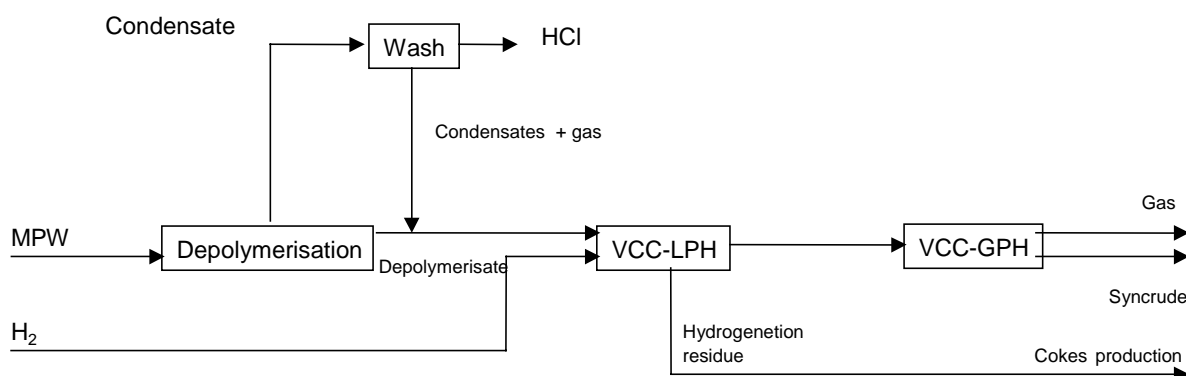 Condensate
Wash
HCl
Condensates + gas
MPW
Depolymerisation
Depolymerisate
VCC-LPH
VCC-GPH
Gas
Syncrude
H₂
Hydrogenetion
residue
Cokes production